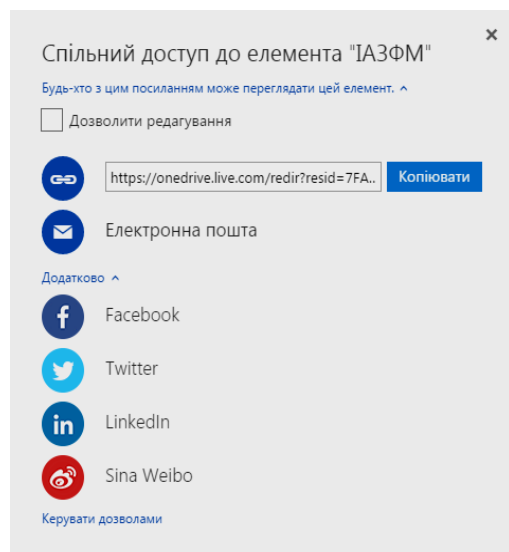 Спільний доступ до елемента "ІАЗФМ"
Будь-хто з цим посиланням може переглядати цей елемент.
Дозволити редагування
https://onedrive.live.com/redir?resid=7FA.. Копіювати
Електронна пошта
Додатково
Facebook
Twitter
LinkedIn
Sina Weibo
Керувати дозволами